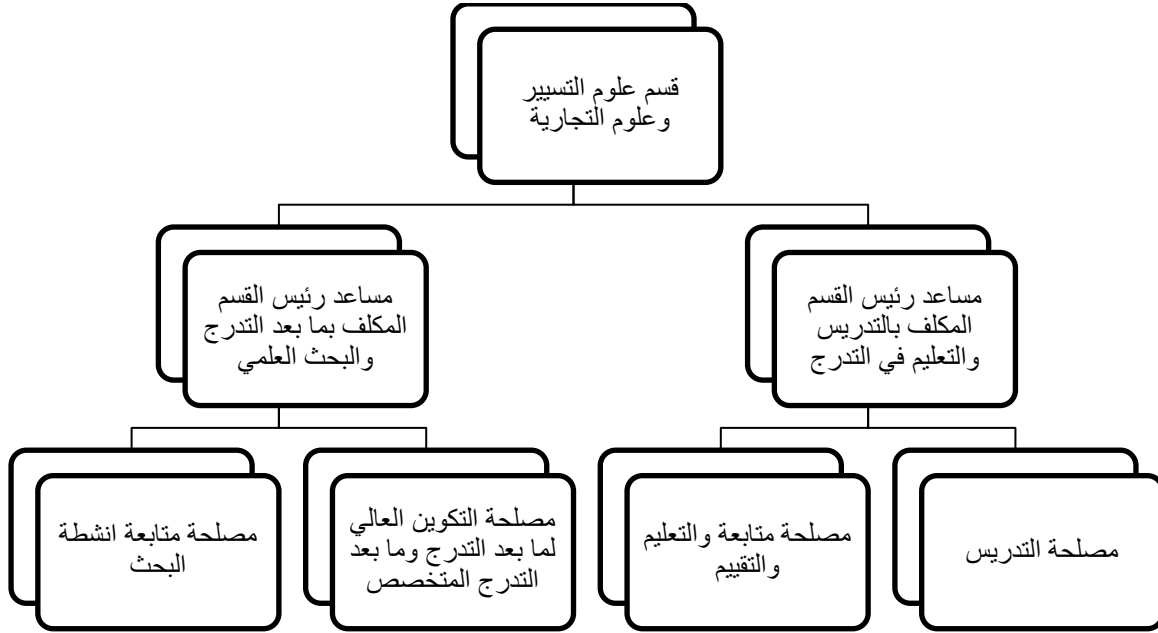 قسم علوم التسيير
وعلوم التجارية
مساعد رئيس القسم
المكلف بالتدريس
والتعليم في التدرج
مساعد رئيس القسم
المكلف بما بعد التدرج
والبحث العلمي
مصلحة التدريس
مصلحة متابعة والتعليم
والتقييم
مصلحة التكوين العالي
لما بعد التدرج وما بعد
التدرج المتخصص
مصلحة متابعة انشطة
البحث